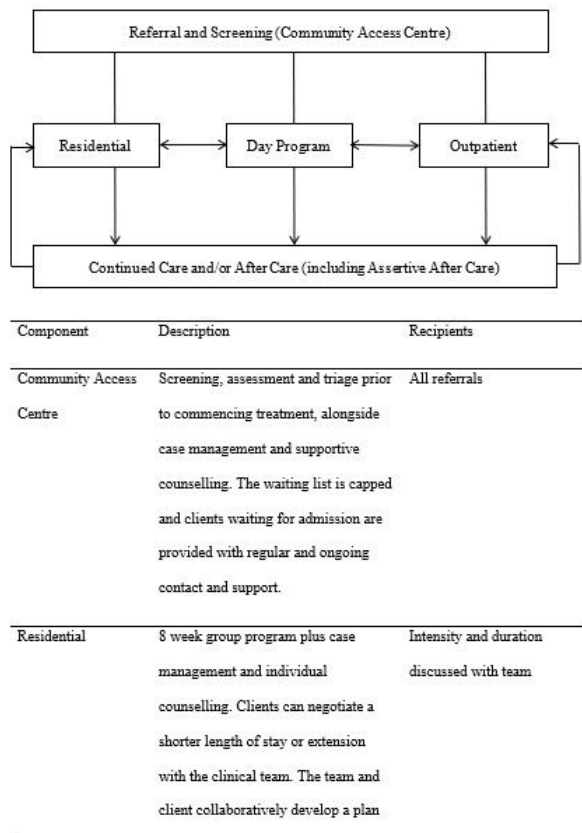 Referral and Screening (Community Access Centre)
Residential
Day Program
Outpatient
Continued Care and/or After Care (including Assertive After Care)
Component Description Recipients
Community Access Screening, assessment and triage prior All referrals
Centre to commencing treatment, alongside
case management and supportive
counselling. The waiting list is capped
and clients waiting for admission are
provided with regular and ongoing
contact and support.
Residential 8 week group program plus case Intensity and duration
management and individual discussed with team
counselling. Clients can negotiate a
shorter length of stay or extension
with the clinical team. The team and
client collaboratively develop a plan